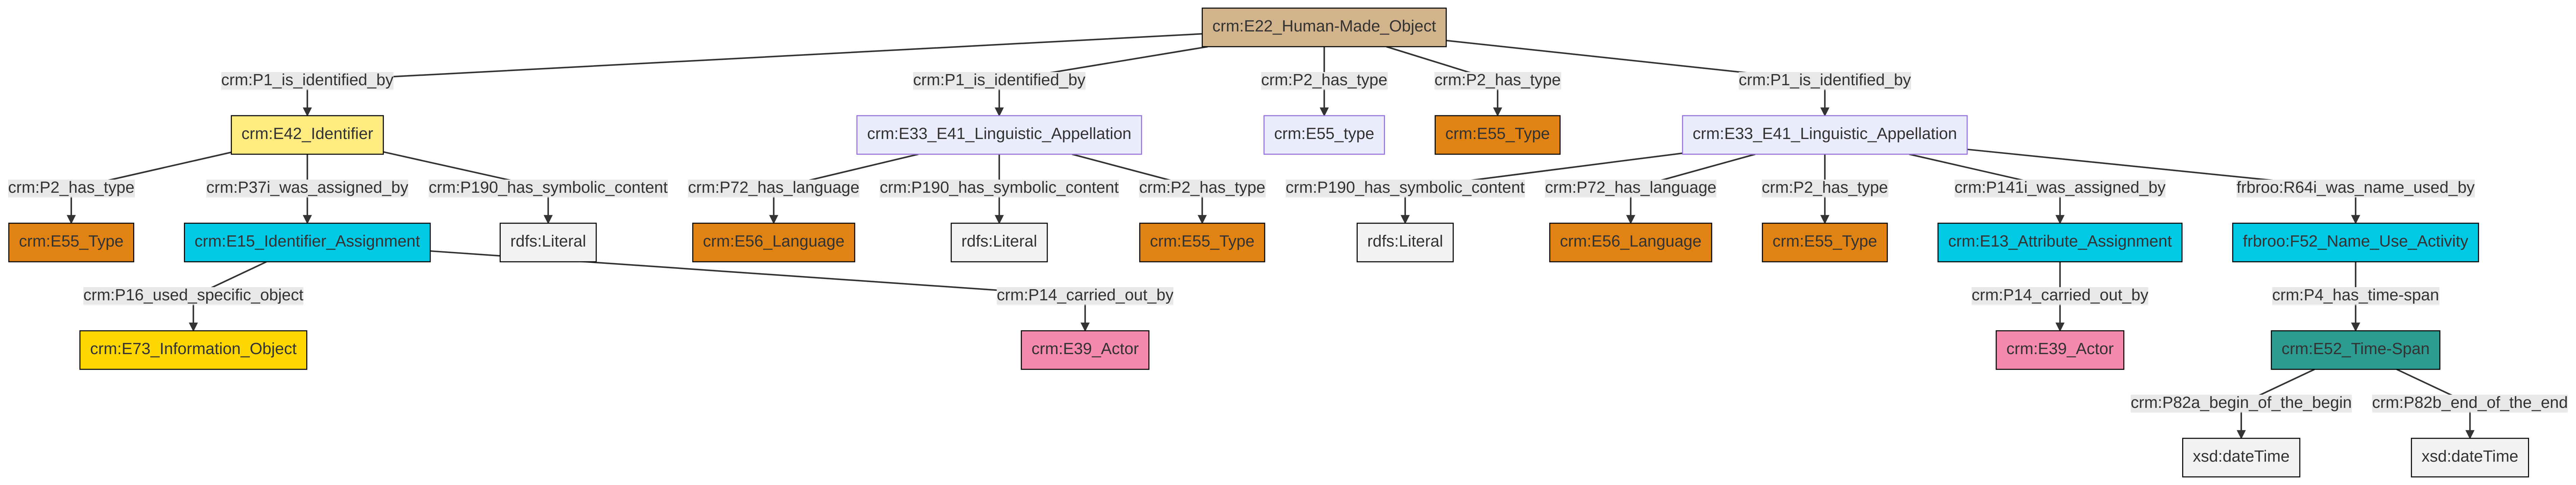 crm:E22_Human-Made_Object
crm:P1_is_identified_by
crm:P1_is_identified_by
crm:P2_has_type
crm:P2_has_type
crm:P1_is_identified_by
crm:E42_Identifier
crm:E33_E41_Linguistic_Appellation
crm:E55_type
crm:E55_Type
crm:E33_E41_Linguistic_Appellation
crm:P2_has_type
crm:P37i_was_assigned_by
crm:P190_has_symbolic_content
crm:P72_has_language
crm:P190_has_symbolic_content
crm:P2_has_type
crm:P190_has_symbolic_content
crm:P72_has_language
crm:P2_has_type
crm:P141i_was_assigned_by
frbroo:R64i_was_name_used_by
crm:E55_Type
crm:E15_Identifier_Assignment
rdfs:Literal
crm:E56_Language
rdfs:Literal
crm:E55_Type
rdfs:Literal
crm:E56_Language
crm:E55_Type
crm:E13_Attribute_Assignment
frbroo:F52_Name_Use_Activity
crm:P16_used_specific_object
crm:P14_carried_out_by
crm:P14_carried_out_by
crm:P4_has_time-span
crm:E73_Information_Object
crm:E39_Actor
crm:E39_Actor
crm:E52_Time-Span
crm:P82a_begin_of_the_begin
crm:P82b_end_of_the_end
xsd:dateTime
xsd:dateTime